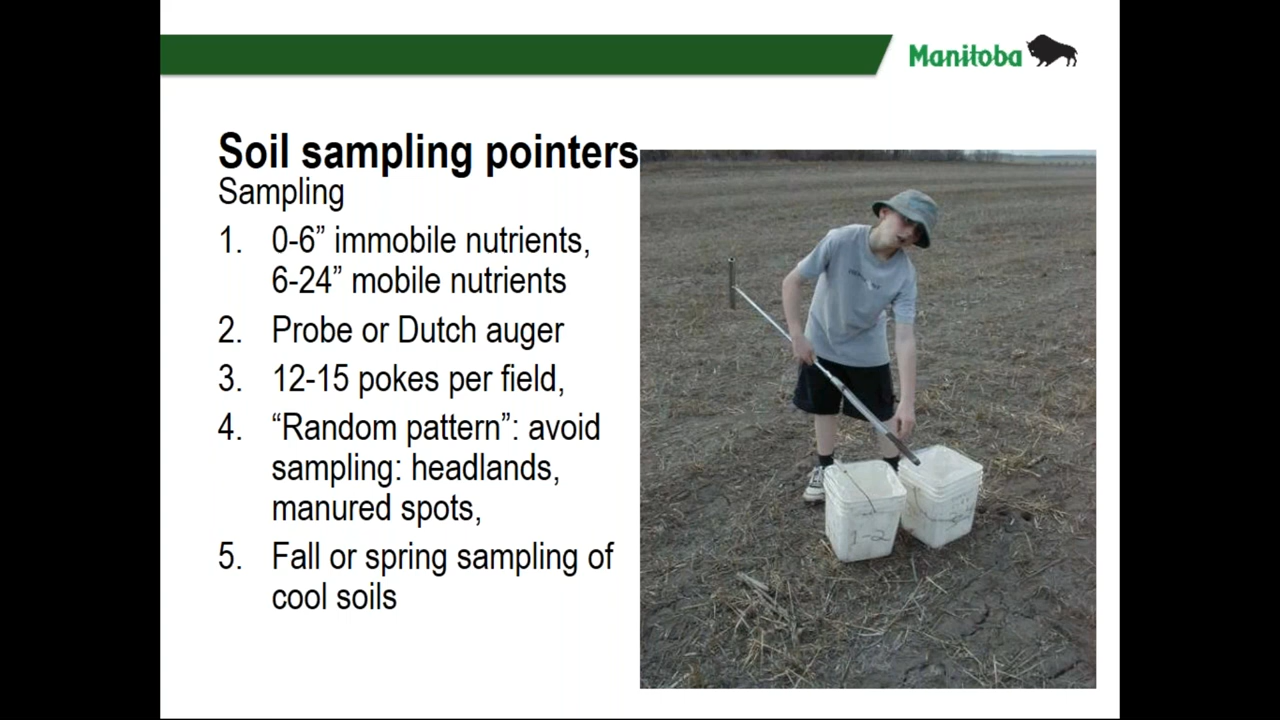 Manitoba
Soil sampling pointers
Sampling
1. 0-6” immobile nutrients,
6-24” mobile nutrients
2. Probe or Dutch auger
3. 12-15 pokes per field,
4. “Random pattern”: avoid
sampling: headlands,
manured spots,
5. Fall or spring sampling of
cool soils
1-2